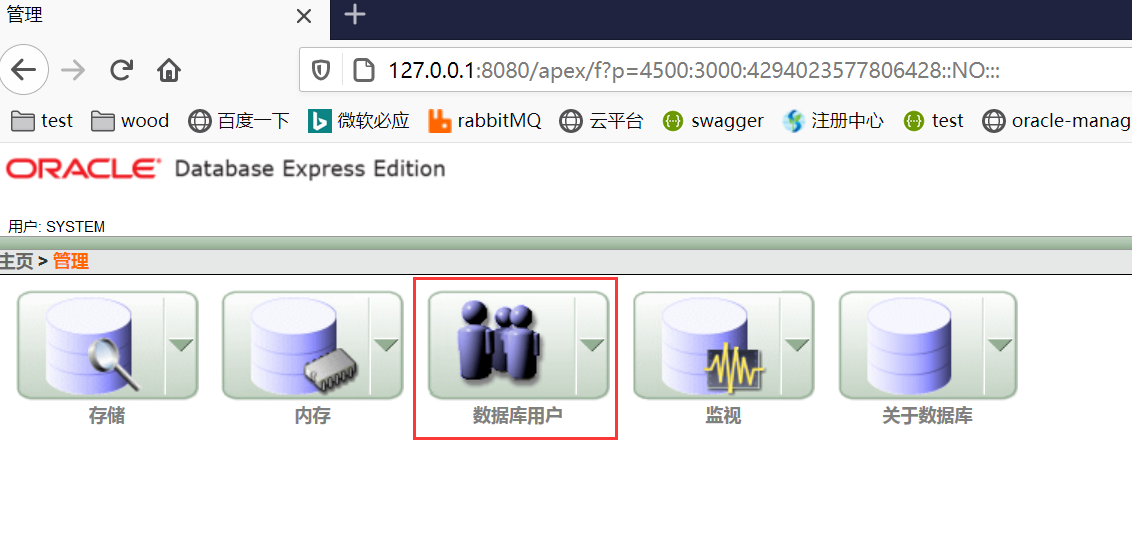 管理
127.0.0.1:8080/apex/f?p=4500:3000:4294023577806428::NO:::
test wood 百度一下 微软必应 rabbitMQ 云平台 swagger 注册中心 test oracle-manag
ORACLE Database Express Edition
用户: SYSTEM
主页 > 管理
存储 内存 数据库用户 监视 关于数据库